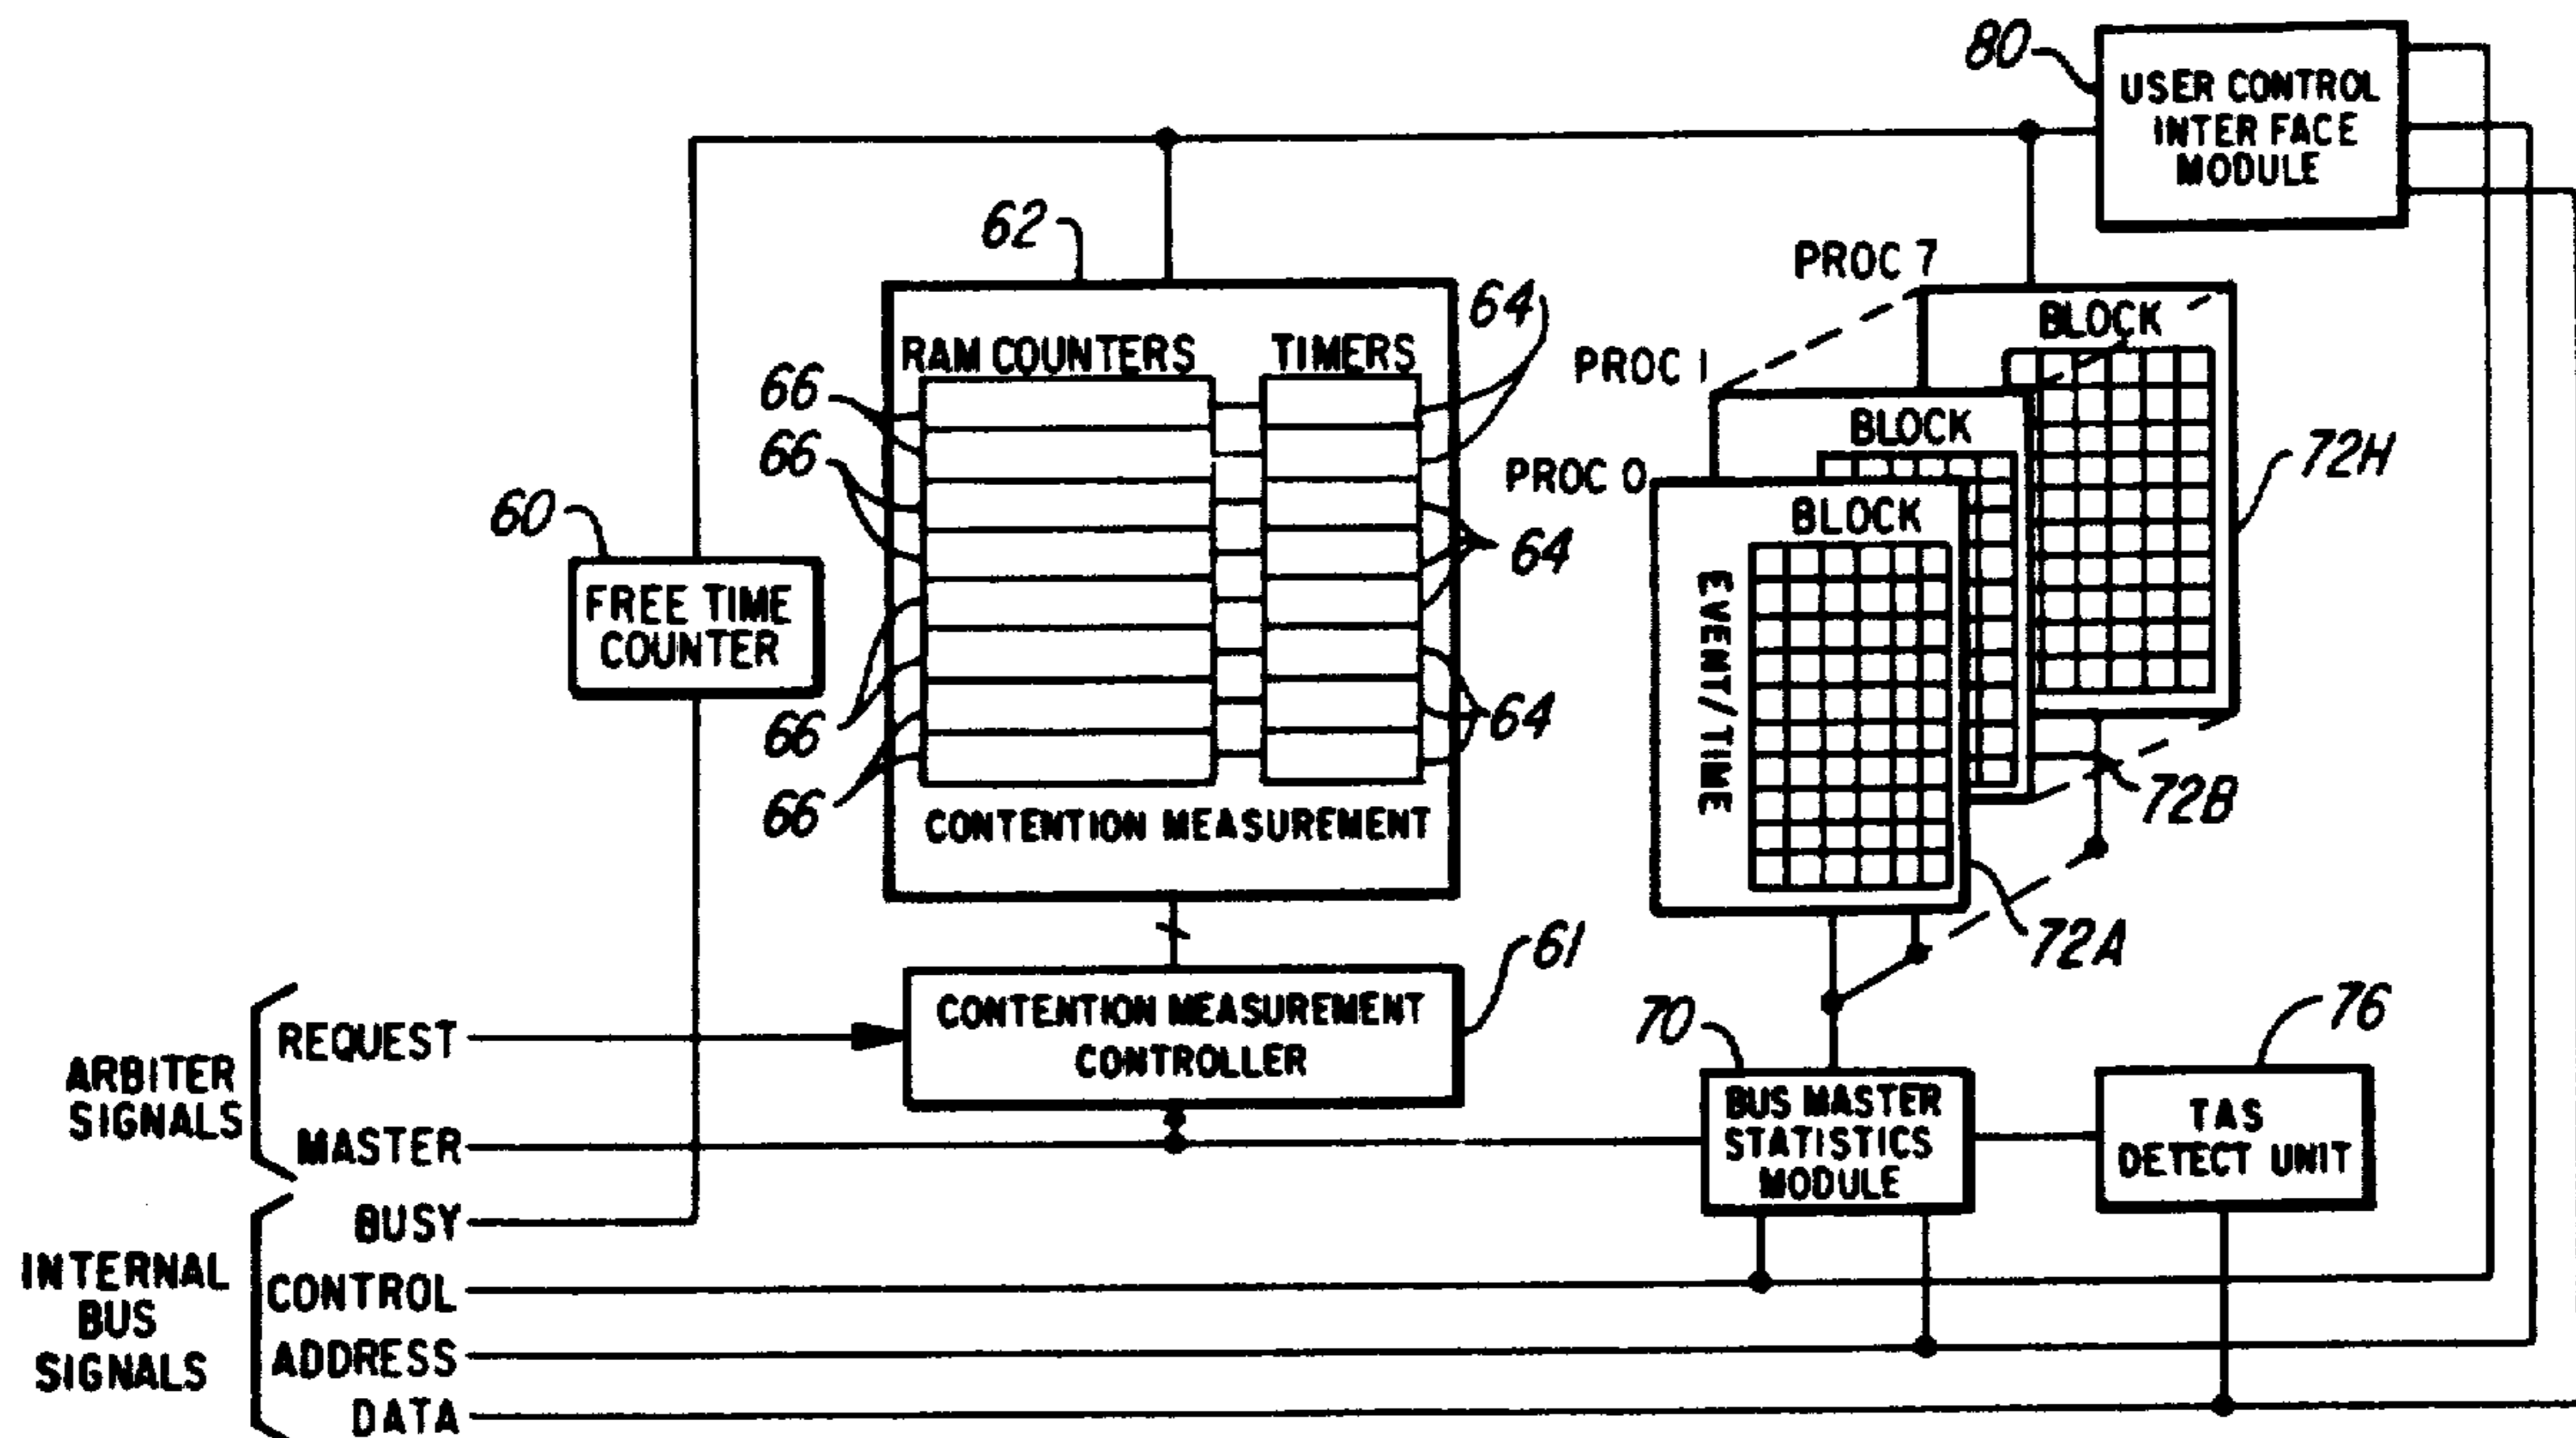 80
USER CONTROL
INTER FACE
MODULE
62
PROC 7
BLOCK
64
RAM COUNTERS
TIMERS
PROC 1
66
BLOCK
66
PROC 0
72H
60
BLOCK
64
FREE TIME
COUNTER
EVENT/TIME
66
64
72B
66
CONTENTION MEASUREMENT
72A
61
CONTENTION MEASUREMENT
CONTROLLER
70
76
ARBITER
SIGNALS
REQUEST
MASTER
BUS MASTER
STATISTICS
MODULE
TAS
DETECT UNIT
INTERNAL
BUS
SIGNALS
BUSY
CONTROL
ADDRESS
DATA